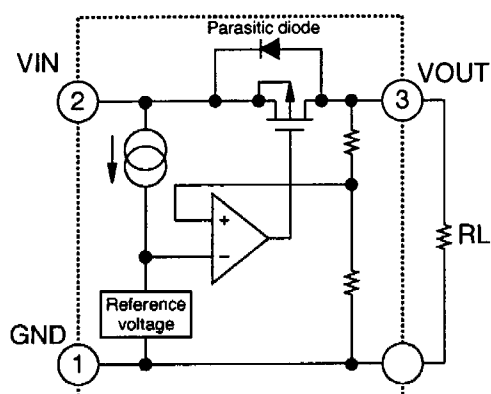 Parasitic diode
VIN
VOUT
2
3
+
−
RL
Reference
voltage
GND
1